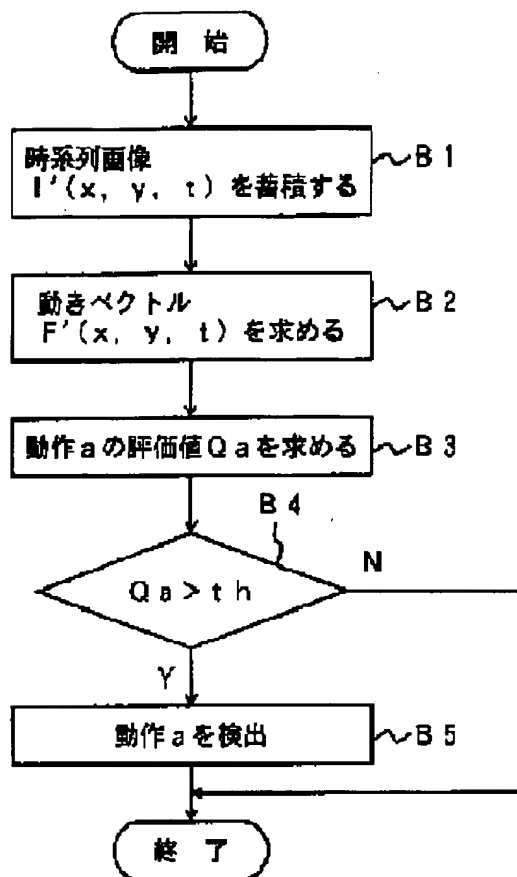 開 始
時系列画像
I'(x, y, t) を蓄積する
B1
動きベクトル
F'(x, y, t) を求める
B2
動作aの評価値Qaを求める
B3
B4
Qa>th
N
Y
動作aを検出
B5
終 了